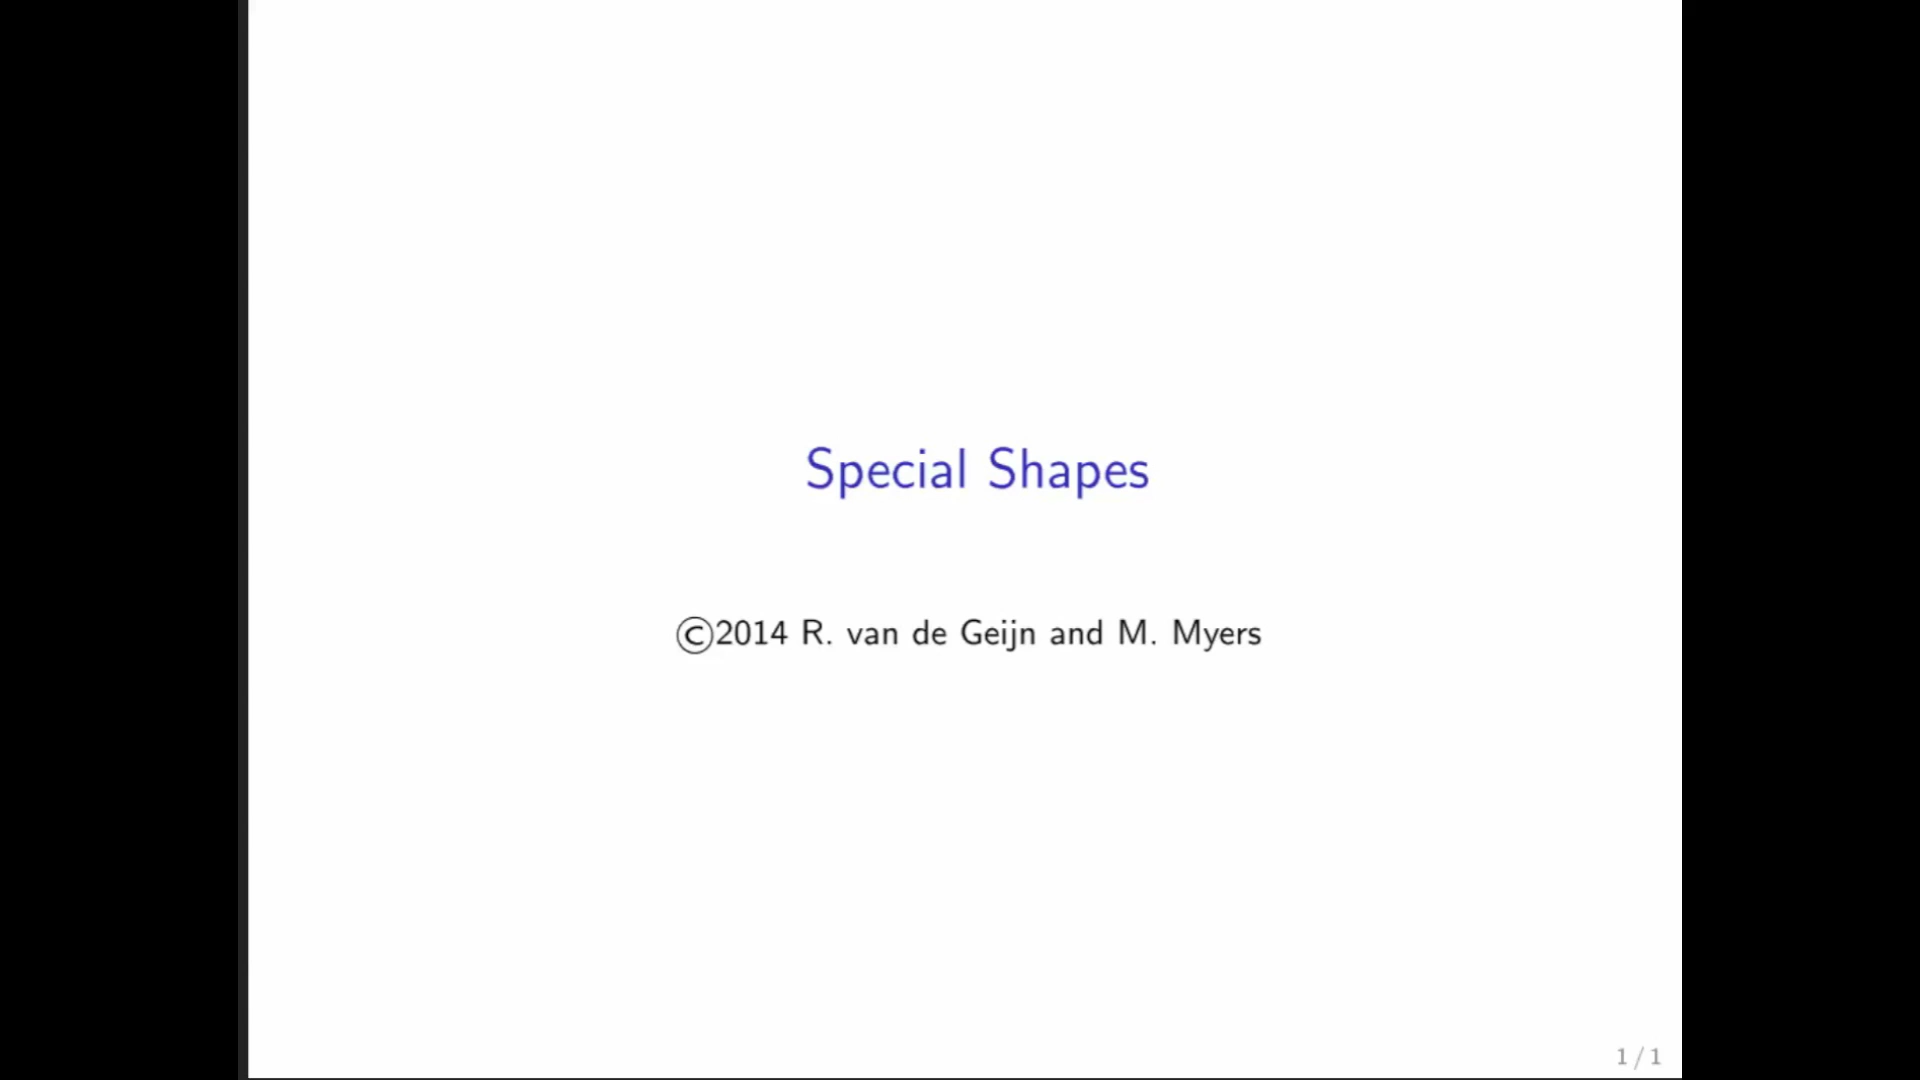 Special Shapes
©2014 R. van de Geijn and M. Myers
1 / 1